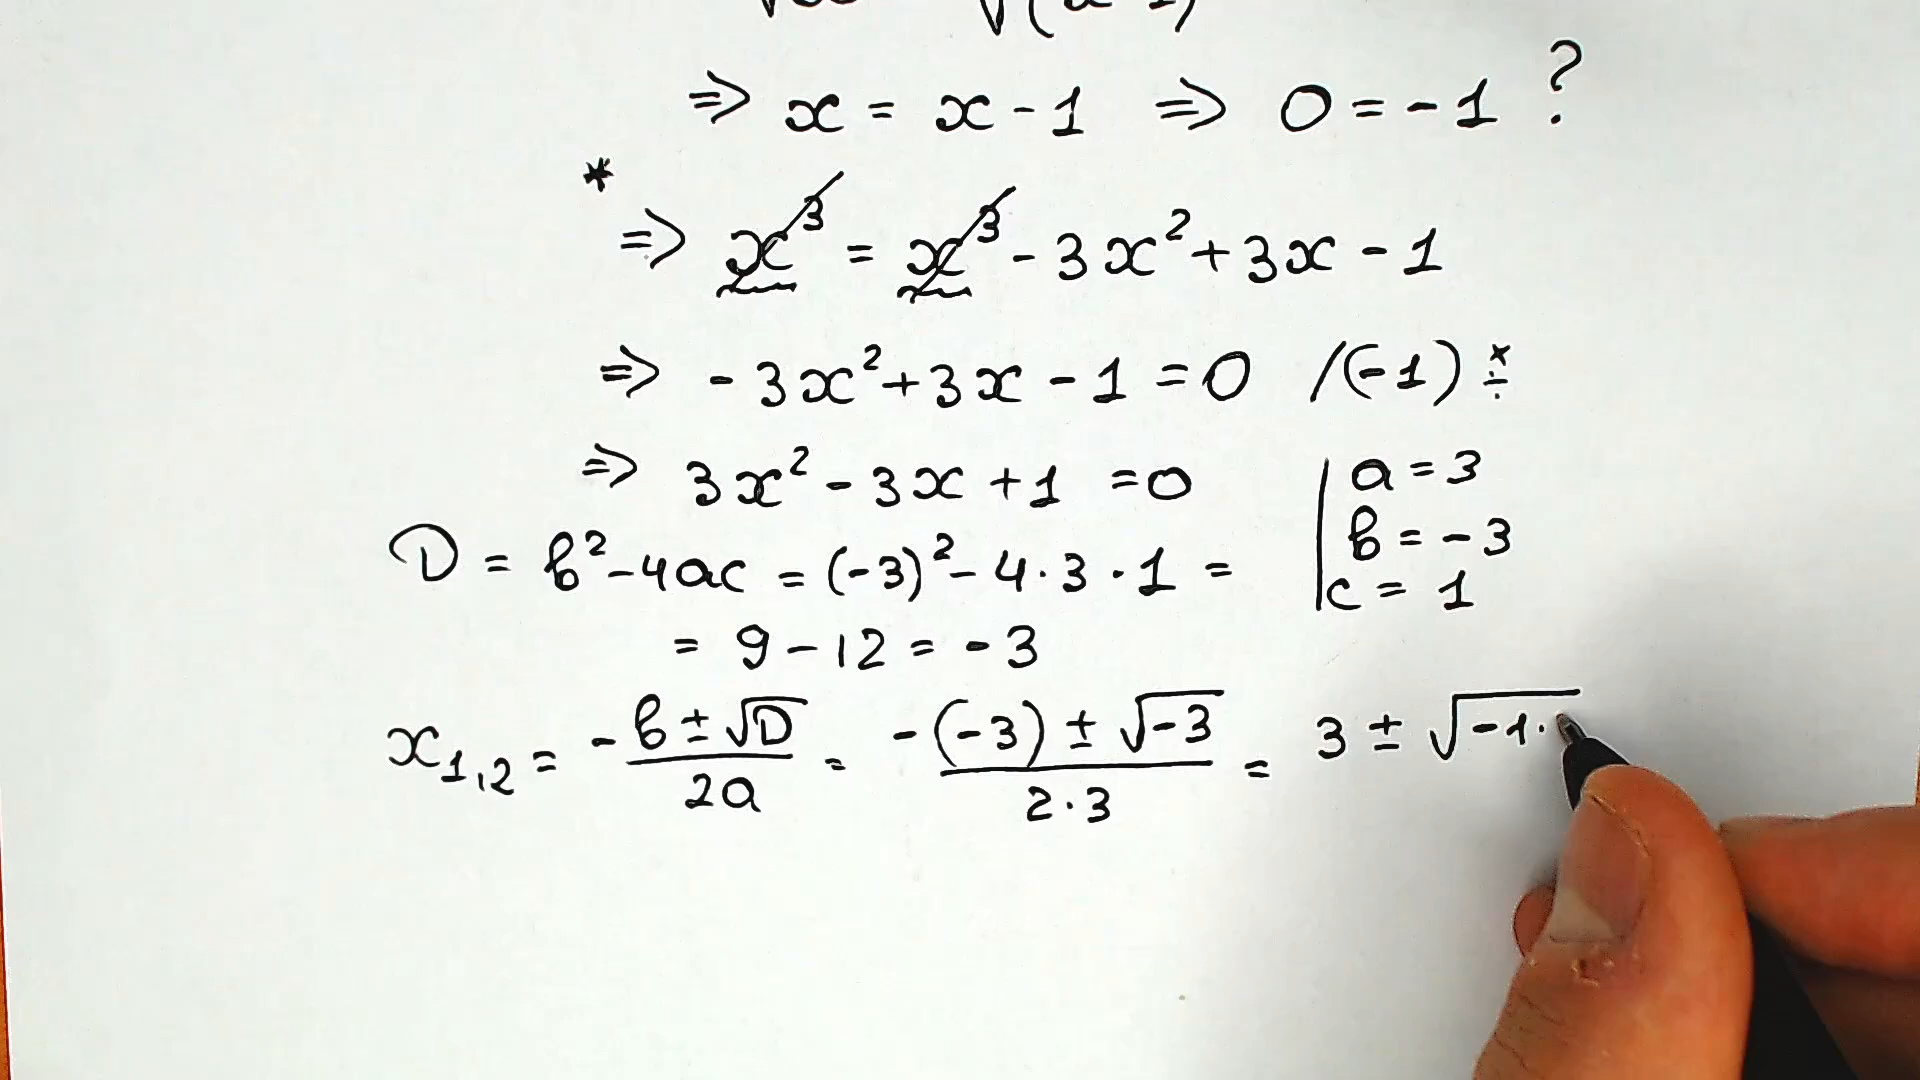 => x = x - 1 => 0 = -1 ?
*
=> x³ = x³ - 3x² + 3x - 1
=> -3x² + 3x - 1 = 0 /(-1) × ÷
=> 3x² - 3x + 1 = 0
a = 3
b = -3
c = 1
D = b² - 4ac = (-3)² - 4·3·1 =
= 9 - 12 = -3
x₁,₂ = (-b ± √D)/(2a) = (-(-3) ± √-3)/(2·3) = 3 ± √-1·